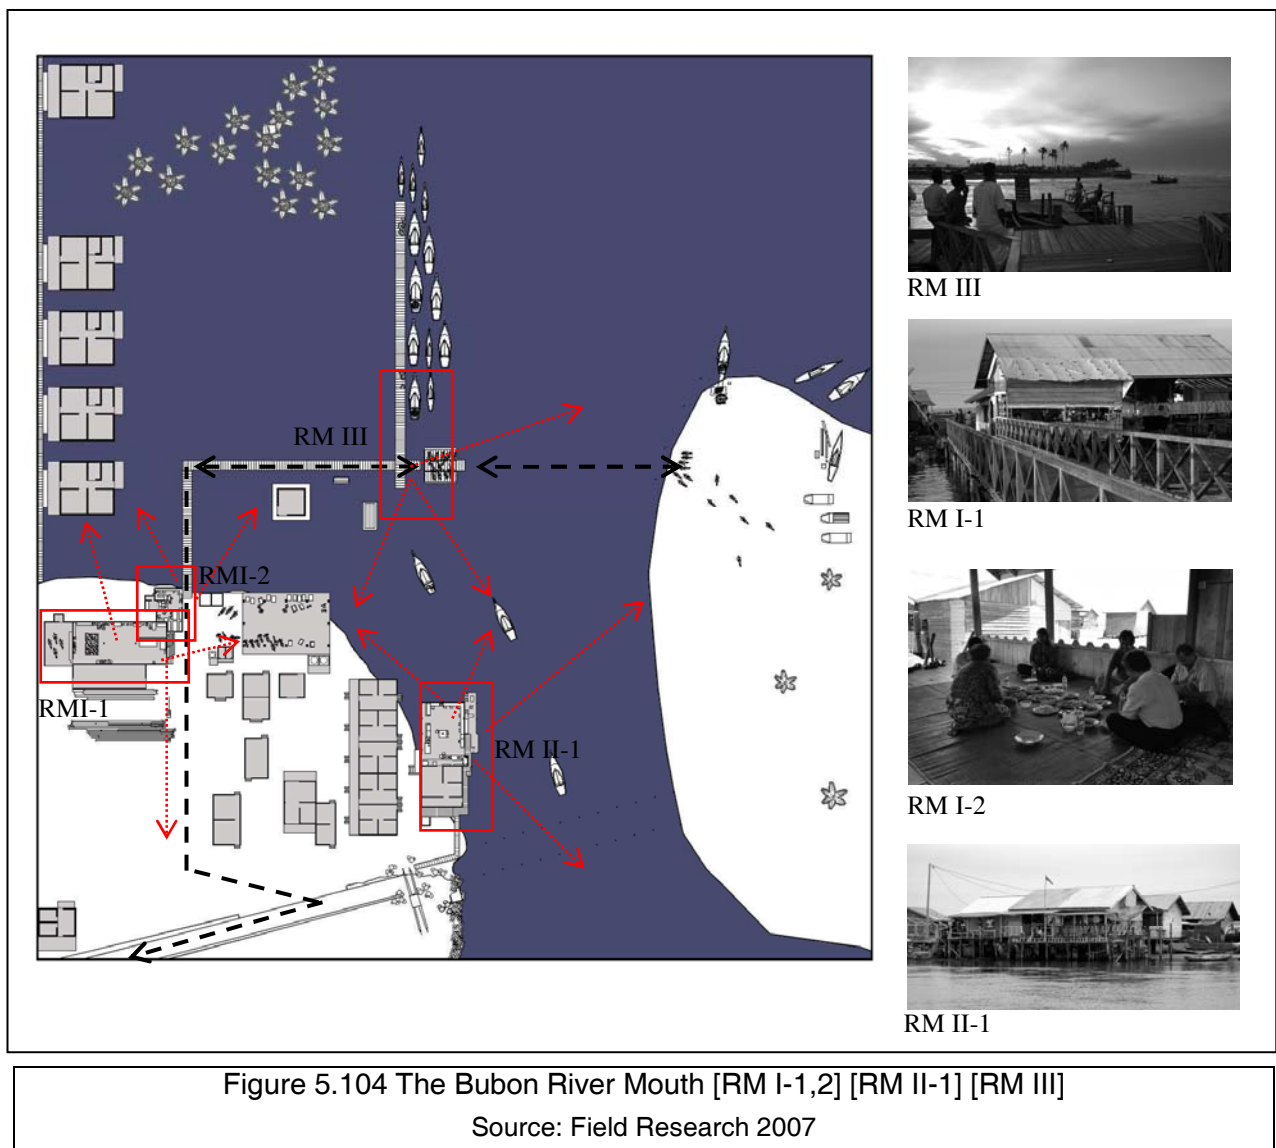 RM III
RMI-2
RMI-1
RM II-1
RM III
RM I-1
RM I-2
RM II-1
Figure 5.104 The Bubon River Mouth [RM I-1,2] [RM II-1] [RM III]
Source: Field Research 2007